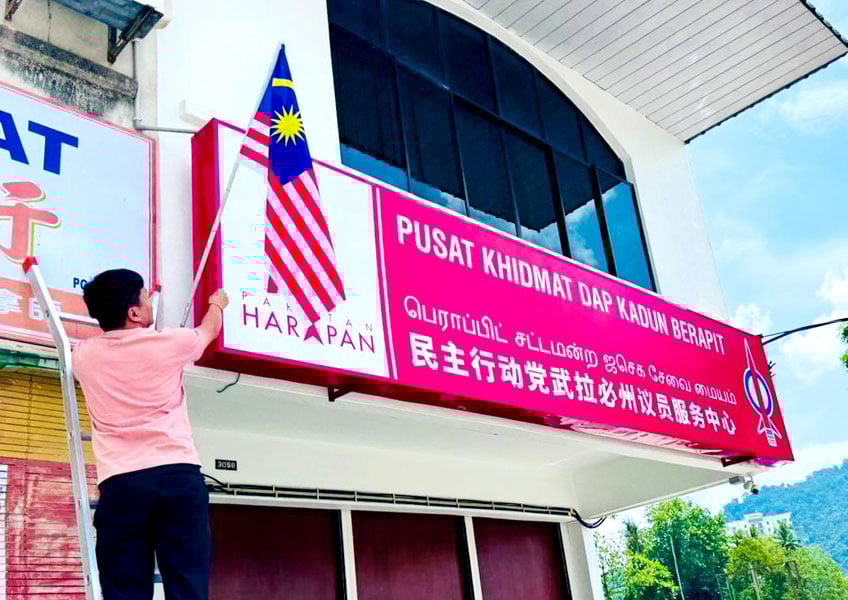 AT
PAKATAN
HARAPAN
PUSAT KHIDMAT DAP KADUN BERAPIT
பெராப்பிட் சட்டமன்ற ஜசெக சேவை மையம்
民主行动党武拉必州议员服务中心
3058